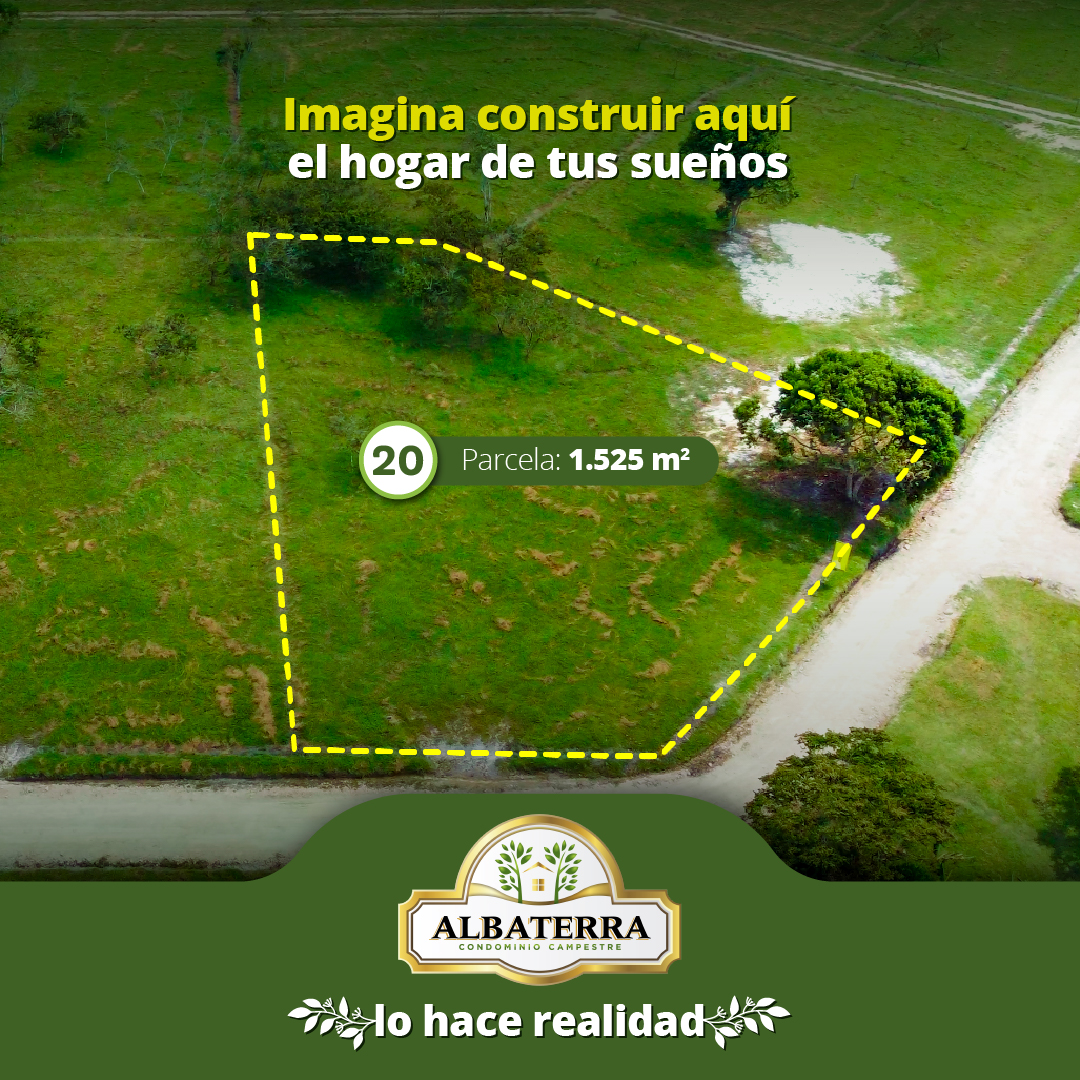 Imagina construir aquí
el hogar de tus sueños
20
Parcela: 1.525 m²
ALBATERRA
CONDOMINIO CAMPESTRE
lo hace realidad